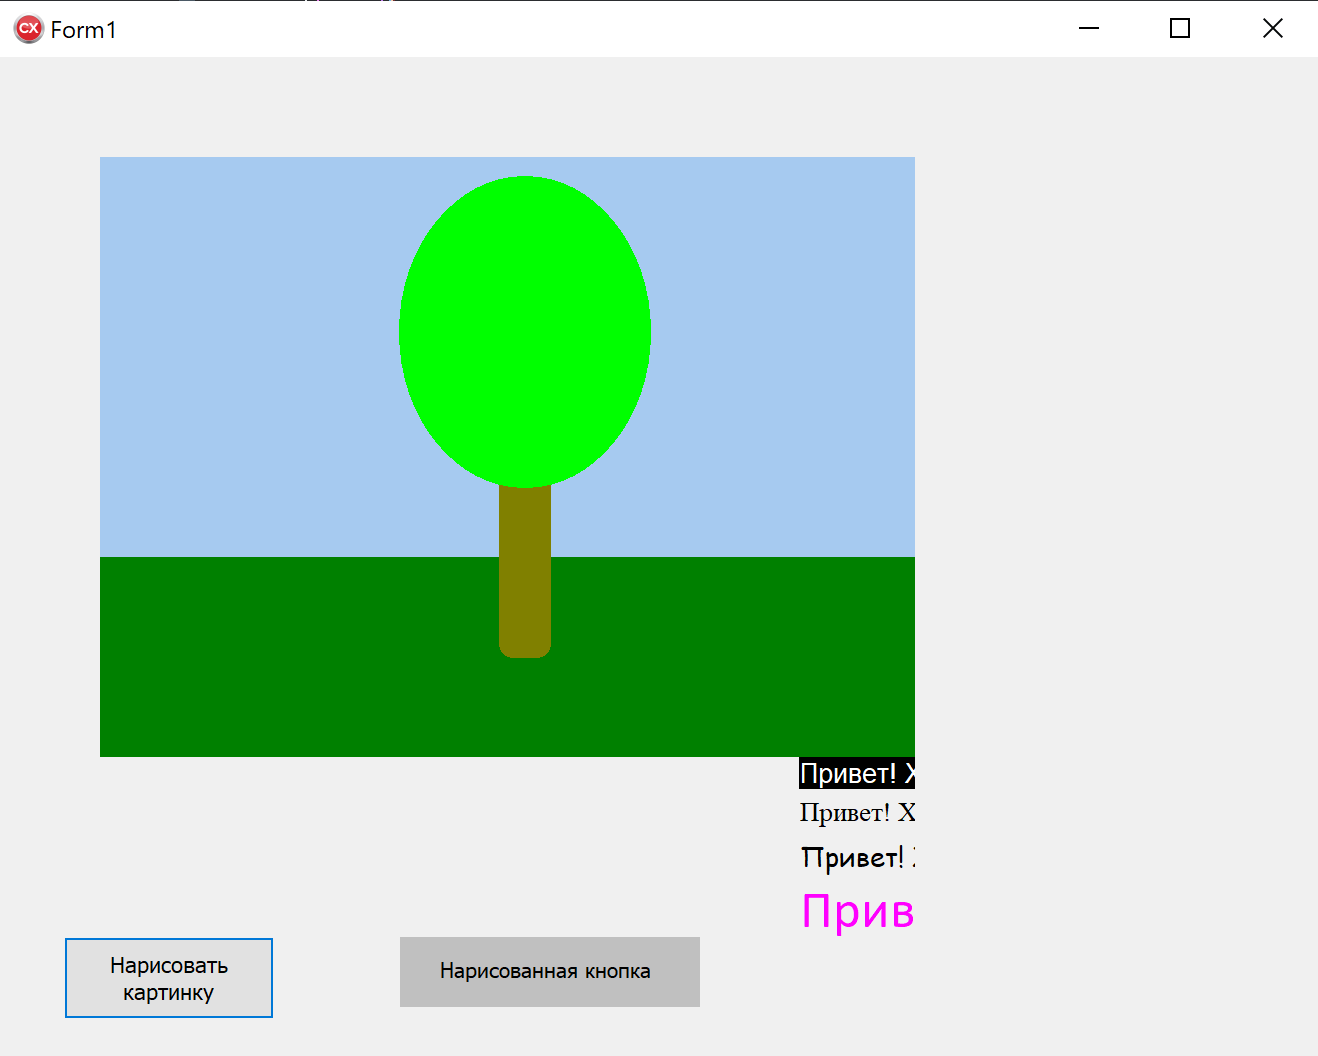 Form1
Привет! Х
Привет! Х
Привет!
Прив
Нарисовать
картинку
Нарисованная кнопка